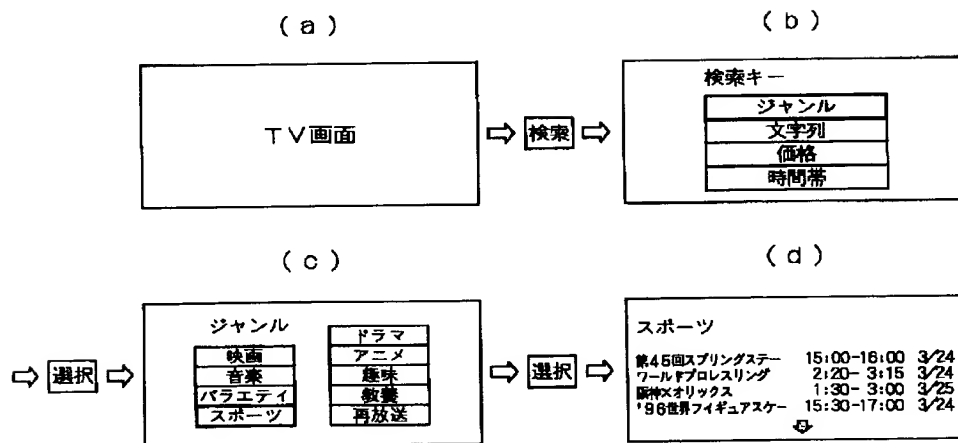 (a)
TV画面
検索
(b)
検索キー
ジャンル
文字列
価格
時間帯
選択
(c)
ジャンル
映画
音楽
バラエティ
スポーツ
ドラマ
アニメ
趣味
教養
再放送
選択
(d)
スポーツ
第45回スプリングステー 15:00-16:00 3/24
ワールドプロレスリング 2:20- 3:15 3/24
阪神×オリックス 1:30- 3:00 3/25
'96世界フィギュアスケー 15:30-17:00 3/24